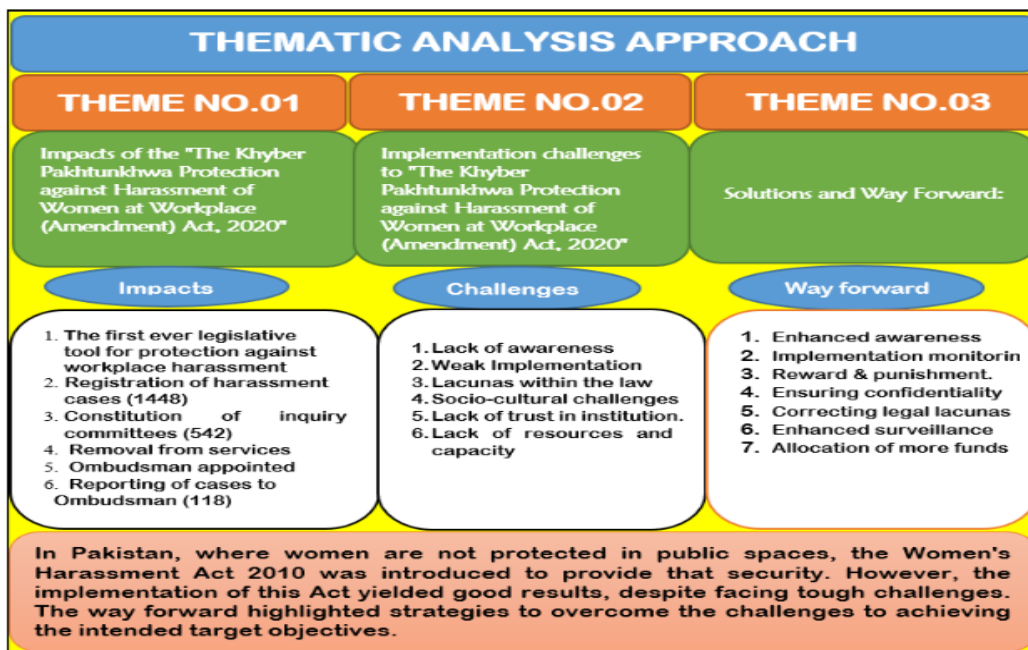 THEMATIC ANALYSIS APPROACH
THEME NO.01
THEME NO.02
THEME NO.03
Impacts of the "The Khyber
Pakhtunkhwa Protection
against Harassment of
Women at Workplace
(Amendment) Act, 2020"
Implementation challenges
to "The Khyber
Pakhtunkhwa Protection
against Harassment of
Women at Workplace
(Amendment) Act, 2020"
Solutions and Way Forward:
Impacts
Challenges
Way forward
1. The first ever legislative
tool for protection against
workplace harassment
2. Registration of harassment
cases (1448)
3. Constitution of inquiry
committees (542)
4. Removal from services
5. Ombudsman appointed
6. Reporting of cases to
Ombudsman (118)
1. Lack of awareness
2. Weak Implementation
3. Lacunas within the law
4. Socio-cultural challenges
5. Lack of trust in institution.
6. Lack of resources and
capacity
1. Enhanced awareness
2. Implementation monitorin
3. Reward & punishment.
4. Ensuring confidentiality
5. Correcting legal lacunas
6. Enhanced surveillance
7. Allocation of more funds
In Pakistan, where women are not protected in public spaces, the Women's
Harassment Act 2010 was introduced to provide that security. However, the
implementation of this Act yielded good results, despite facing tough challenges.
The way forward highlighted strategies to overcome the challenges to achieving
the intended target objectives.